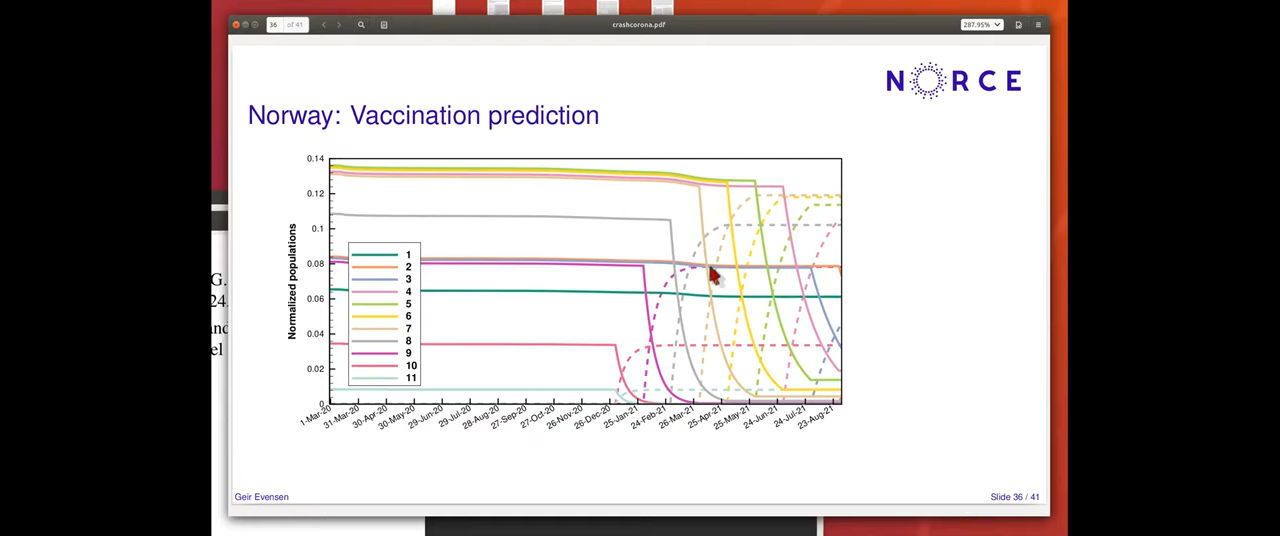 36 of 41
crashcorona.pdf
287.95%
NORCE
Norway: Vaccination prediction
Normalized populations
0.14
0.12
0.1
0.08
0.06
0.04
0.02
0
1
2
3
4
5
6
7
8
9
10
11
1-Mar-20
31-Mar-20
30-Apr-20
30-May-20
29-Jun-20
29-Jul-20
28-Aug-20
27-Sep-20
27-Oct-20
26-Nov-20
26-Dec-20
25-Jan-21
24-Feb-21
26-Mar-21
25-Apr-21
25-May-21
24-Jun-21
24-Jul-21
23-Aug-21
G.
24.
and
el
Geir Evensen
Slide 36 / 41